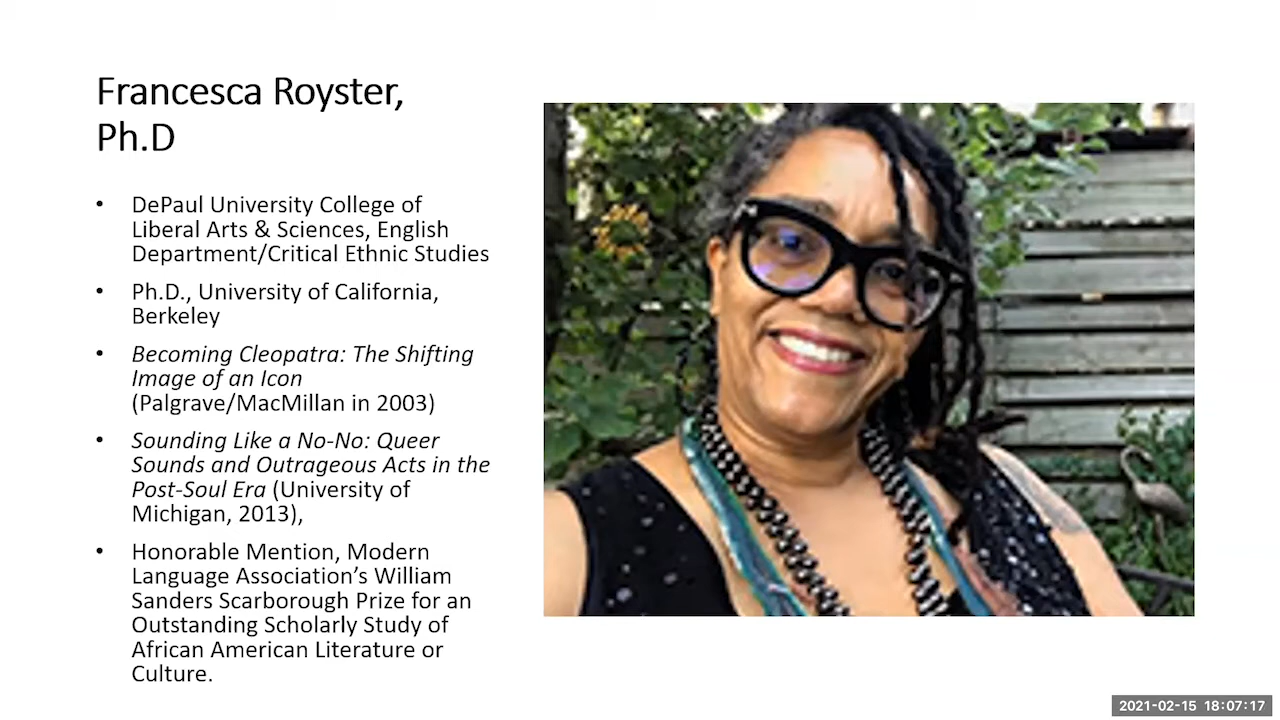 Francesca Royster,
Ph.D
• DePaul University College of
Liberal Arts & Sciences, English
Department/Critical Ethnic Studies
• Ph.D., University of California,
Berkeley
• Becoming Cleopatra: The Shifting
Image of an Icon
(Palgrave/MacMillan in 2003)
• Sounding Like a No-No: Queer
Sounds and Outrageous Acts in the
Post-Soul Era (University of
Michigan, 2013),
• Honorable Mention, Modern
Language Association’s William
Sanders Scarborough Prize for an
Outstanding Scholarly Study of
African American Literature or
Culture.
2021-02-15 18:07:17